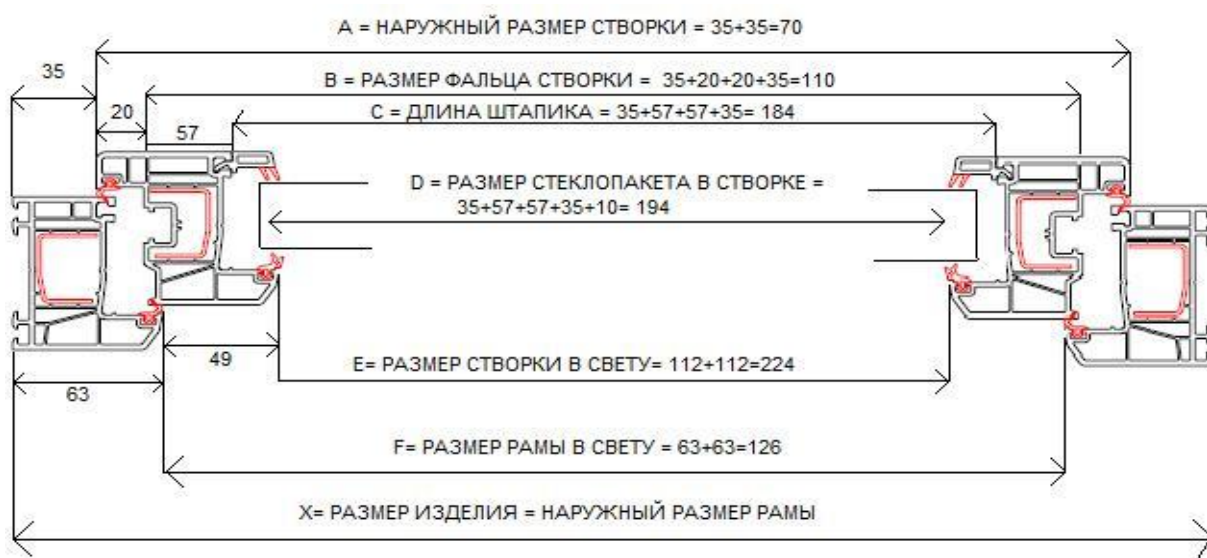 A = НАРУЖНЫЙ РАЗМЕР СТВОРКИ = 35+35=70
35
B = РАЗМЕР ФАЛЬЦА СТВОРКИ = 35+20+20+35=110
20
C = ДЛИНА ШТАПИКА = 35+57+57+35= 184
57
D = РАЗМЕР СТЕКЛОПАКЕТА В СТВОРКЕ =
35+57+57+35+10= 194
49
E= РАЗМЕР СТВОРКИ В СВЕТУ= 112+112=224
63
F= РАЗМЕР РАМЫ В СВЕТУ = 63+63=126
X= РАЗМЕР ИЗДЕЛИЯ = НАРУЖНЫЙ РАЗМЕР РАМЫ